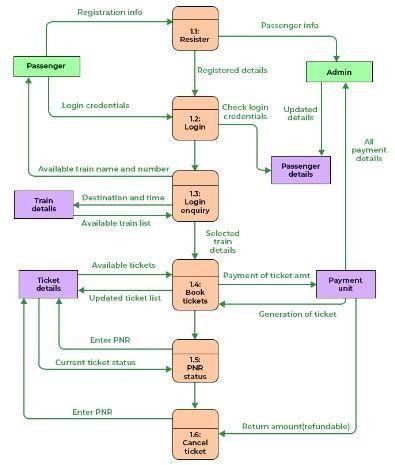 Registration info
1.1:
Register
Passenger info
Passenger
Admin
Registered details
Login credentials
1.2:
Login
Check login
credentials
Updated
details
All
payment
details
Available train name and number
Passenger
details
1.3:
Login
enquiry
Train
details
Destination and time
Available train list
Selected
train
details
Available tickets
Ticket
details
1.4:
Book
tickets
Payment of ticket amt
Payment
unit
Updated ticket list
Generation of ticket
Enter PNR
1.5:
PNR
status
Current ticket status
Enter PNR
1.6:
Cancel
ticket
Return amount(refundable)